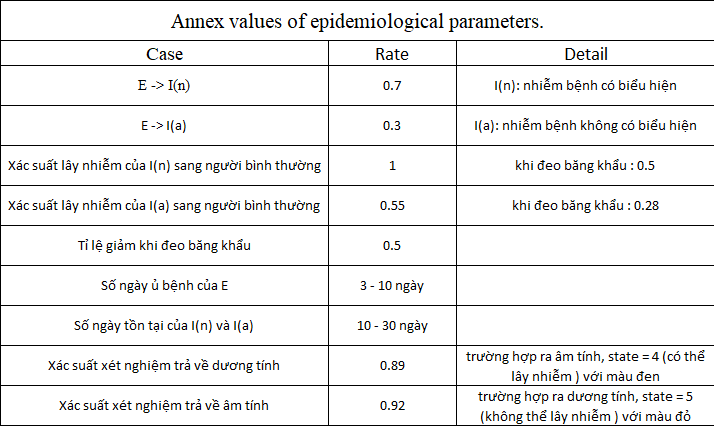 Annex values of epidemiological parameters.
Case Rate Detail
E -> I(n) 0.7 I(n): nhiễm bệnh có biểu hiện
E -> I(a) 0.3 I(a): nhiễm bệnh không có biểu hiện
Xác suất lây nhiễm của I(n) sang người bình thường 1 khi đeo băng khẩu : 0.5
Xác suất lây nhiễm của I(a) sang người bình thường 0.55 khi đeo băng khẩu : 0.28
Tỉ lệ giảm khi đeo băng khẩu 0.5
Số ngày ủ bệnh của E 3 - 10 ngày
Số ngày tồn tại của I(n) và I(a) 10 - 30 ngày
Xác suất xét nghiệm trả về dương tính 0.89 trường hợp ra âm tính, state = 4 (có thể
lây nhiễm ) với màu đen
Xác suất xét nghiệm trả về âm tính 0.92 trường hợp ra dương tính, state = 5
(không thể lây nhiễm ) với màu đỏ